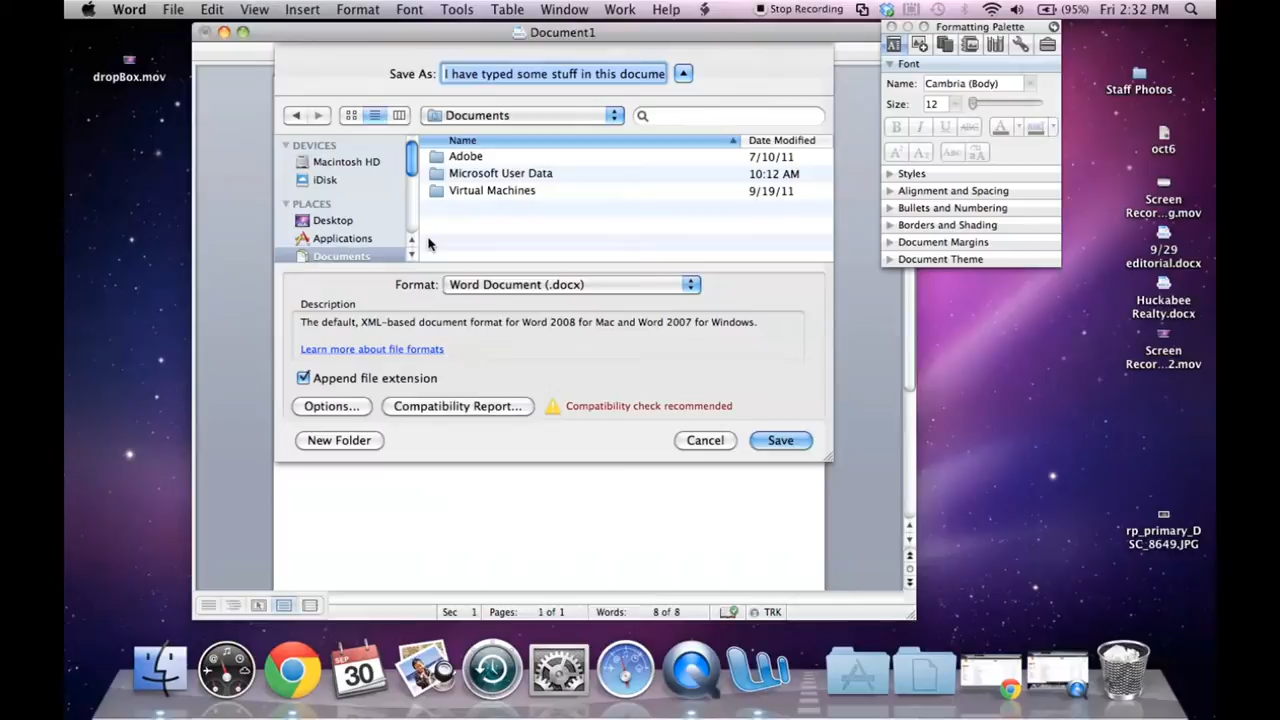 Word File Edit View Insert Format Font Tools Table Window Work Help Stop Recording (95%) Fri 2:32 PM
Document1
Formatting Palette
Save As: I have typed some stuff in this docume
Documents
DEVICES
Macintosh HD
iDisk
PLACES
Desktop
Applications
Documents
Name Date Modified
Adobe 7/10/11
Microsoft User Data 10:12 AM
Virtual Machines 9/19/11
Format: Word Document (.docx)
Description
The default, XML-based document format for Word 2008 for Mac and Word 2007 for Windows.
Learn more about file formats
Append file extension
Options... Compatibility Report... Compatibility check recommended
New Folder Cancel Save
Sec 1 Pages: 1 of 1 Words: 8 of 8 TRK
Font
Name: Cambria (Body)
Size: 12
B I U ABC A ABC
A² A₂ Abc
Styles
Alignment and Spacing
Bullets and Numbering
Borders and Shading
Document Margins
Document Theme
dropBox.mov
Staff Photos
oct6
Screen
Recor...g.mov
9/29
editorial.docx
Huckabee
Realty.docx
Screen
Recor...2.mov
rp_primary_D
SC_8649.JPG
SEP
30